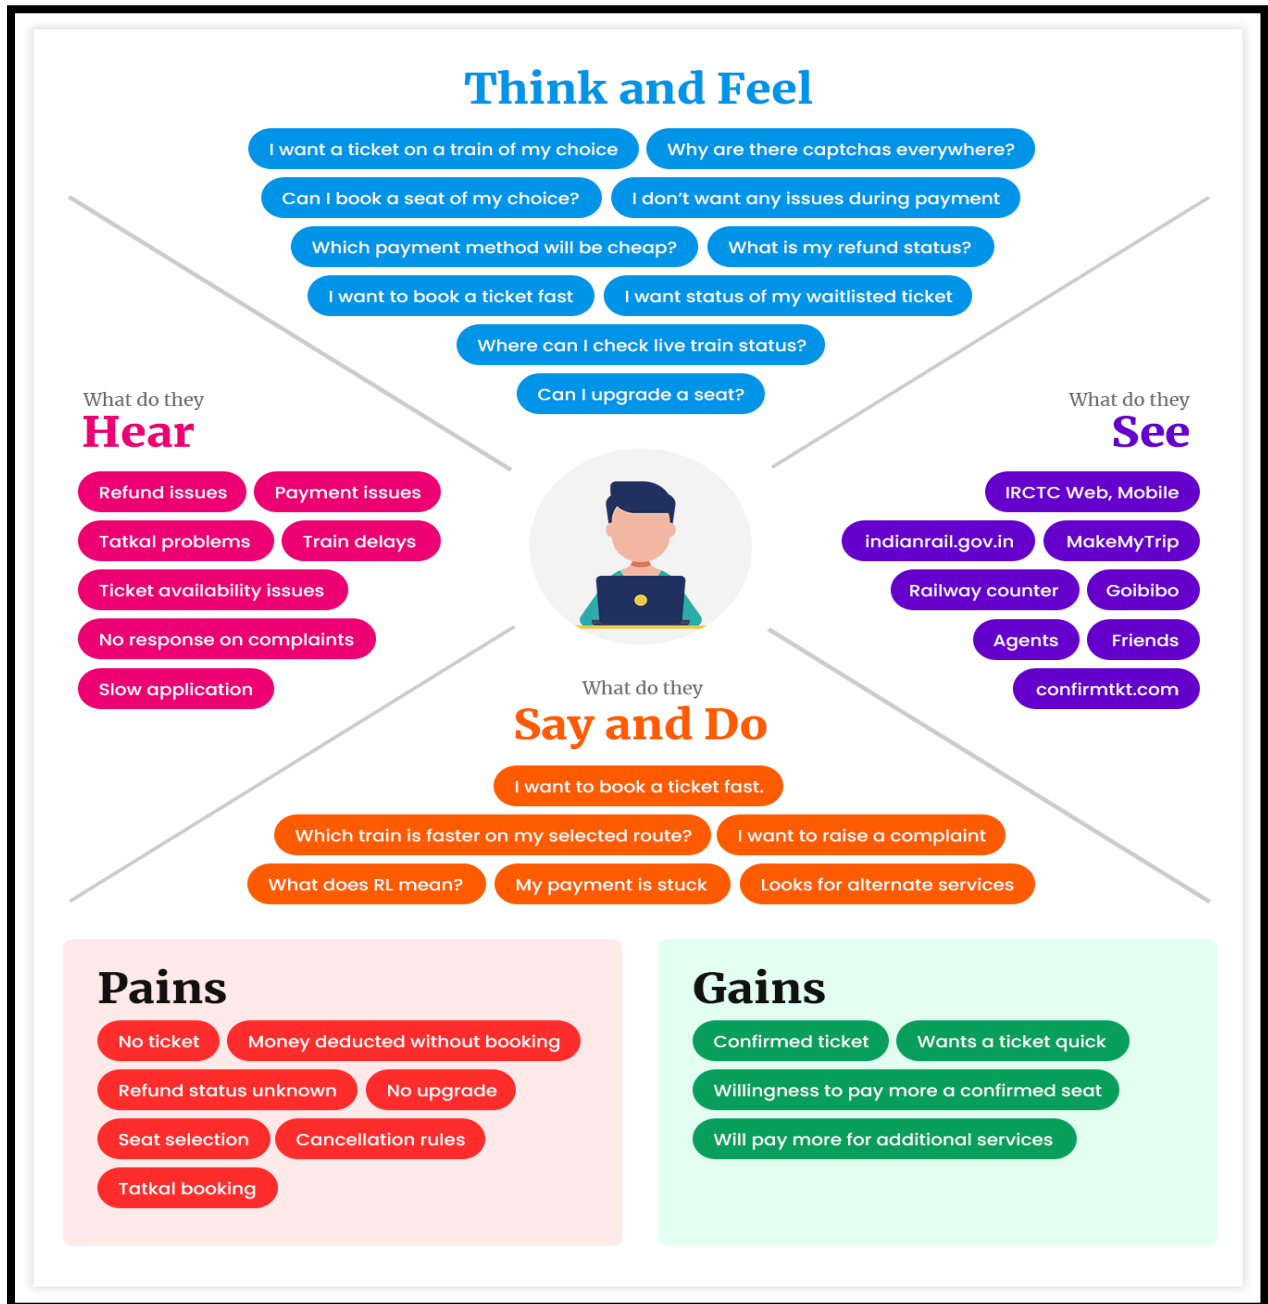 Think and Feel
I want a ticket on a train of my choice
Why are there captchas everywhere?
Can I book a seat of my choice?
I don't want any issues during payment
Which payment method will be cheap?
What is my refund status?
I want to book a ticket fast
I want status of my waitlisted ticket
Where can I check live train status?
Can I upgrade a seat?
What do they
Hear
Refund issues
Payment issues
Tatkal problems
Train delays
Ticket availability issues
No response on complaints
Slow application
What do they
See
IRCTC Web, Mobile
indianrail.gov.in
MakeMyTrip
Railway counter
Goibibo
Agents
Friends
confirmtkt.com
What do they
Say and Do
I want to book a ticket fast.
Which train is faster on my selected route?
I want to raise a complaint
What does RL mean?
My payment is stuck
Looks for alternate services
Pains
No ticket
Money deducted without booking
Refund status unknown
No upgrade
Seat selection
Cancellation rules
Tatkal booking
Gains
Confirmed ticket
Wants a ticket quick
Willingness to pay more a confirmed seat
Will pay more for additional services